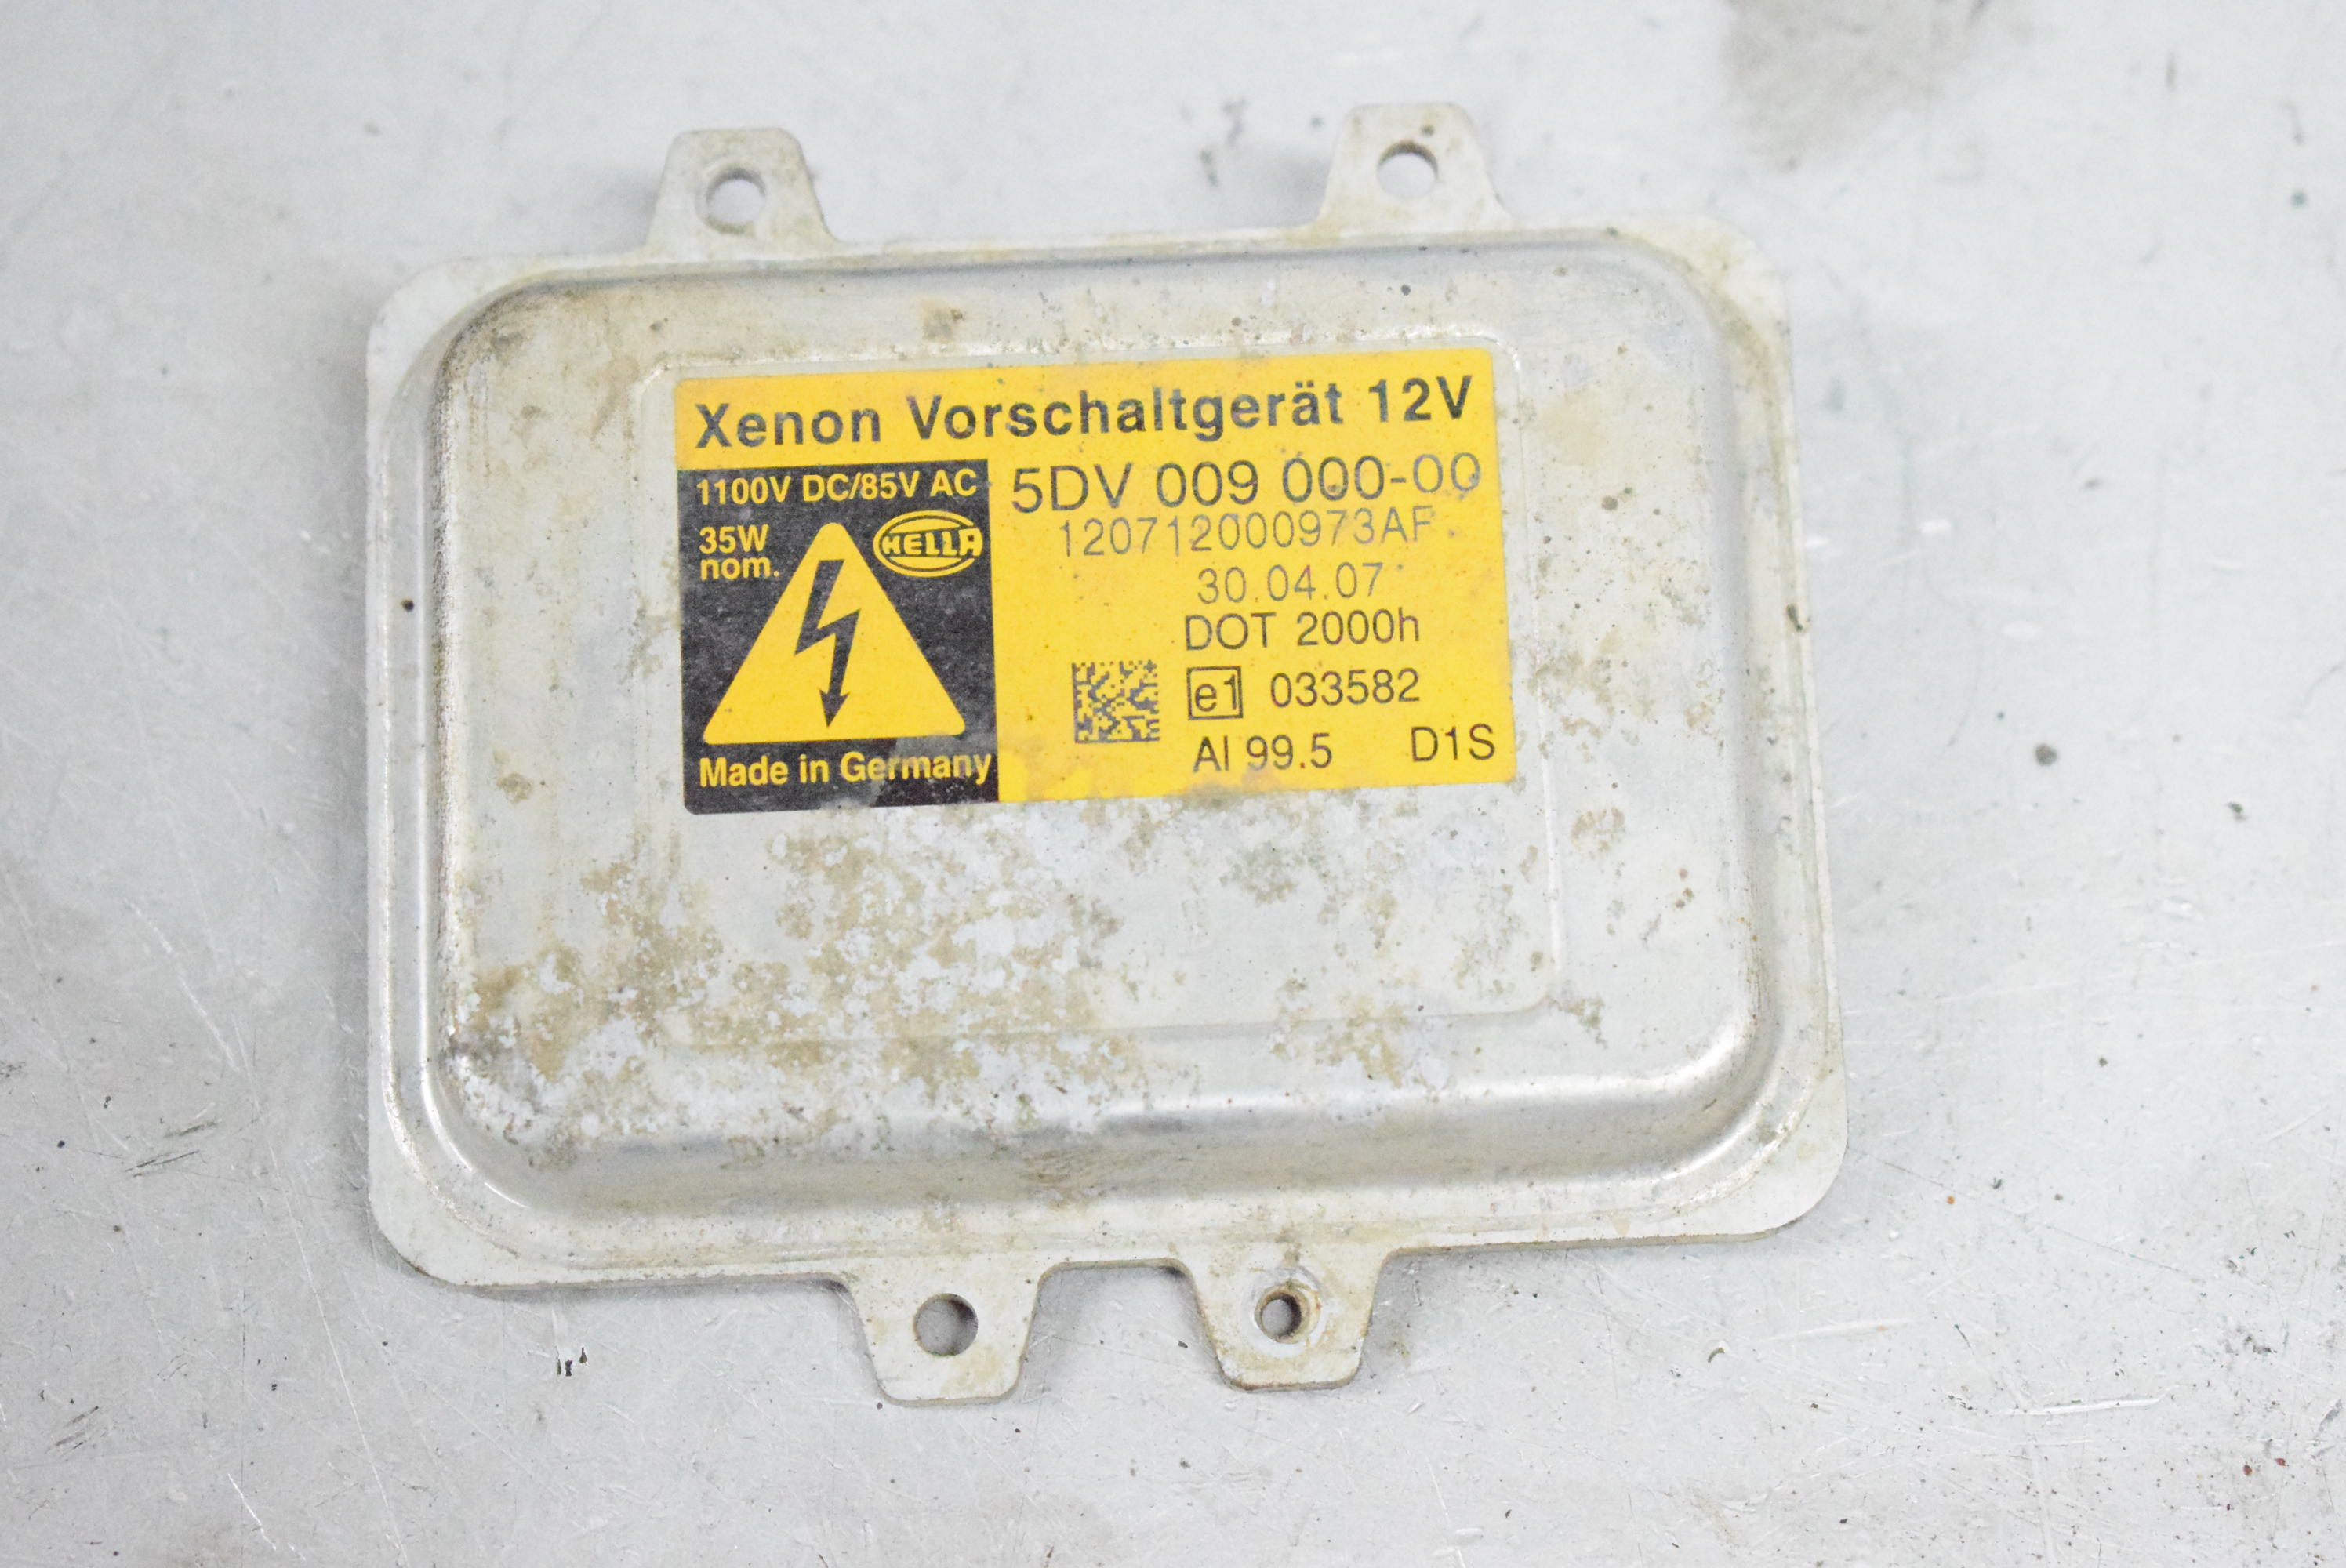 Xenon Vorschaltgerät 12V
1100V DC/85V AC
35W
nom.
HELLA
Made in Germany
5DV 009 000-00
120712000973AF
30.04.07
DOT 2000h
e1 033582
Al 99.5 D1S